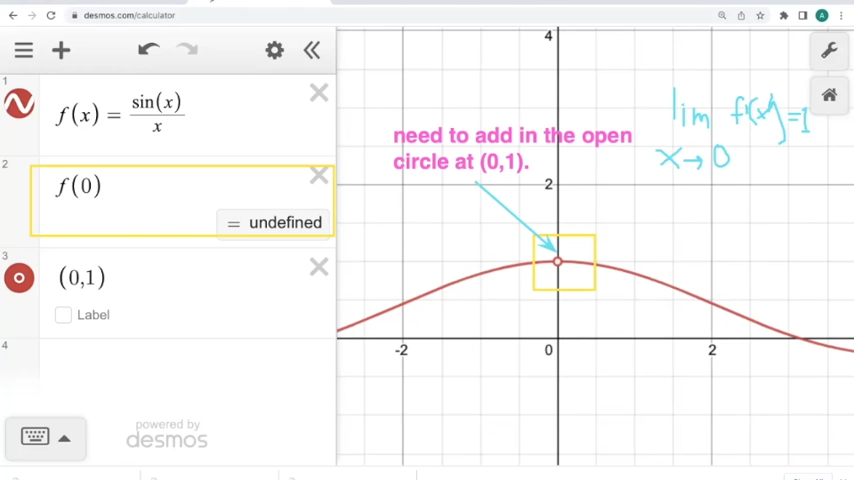 desmos.com/calculator
A
1
f(x) = sin(x)/x
2
f(0)
= undefined
3
(0,1)
Label
4
powered by
desmos
need to add in the open
circle at (0,1).
lim f(x)=1
x→0
4
2
-2
0
2